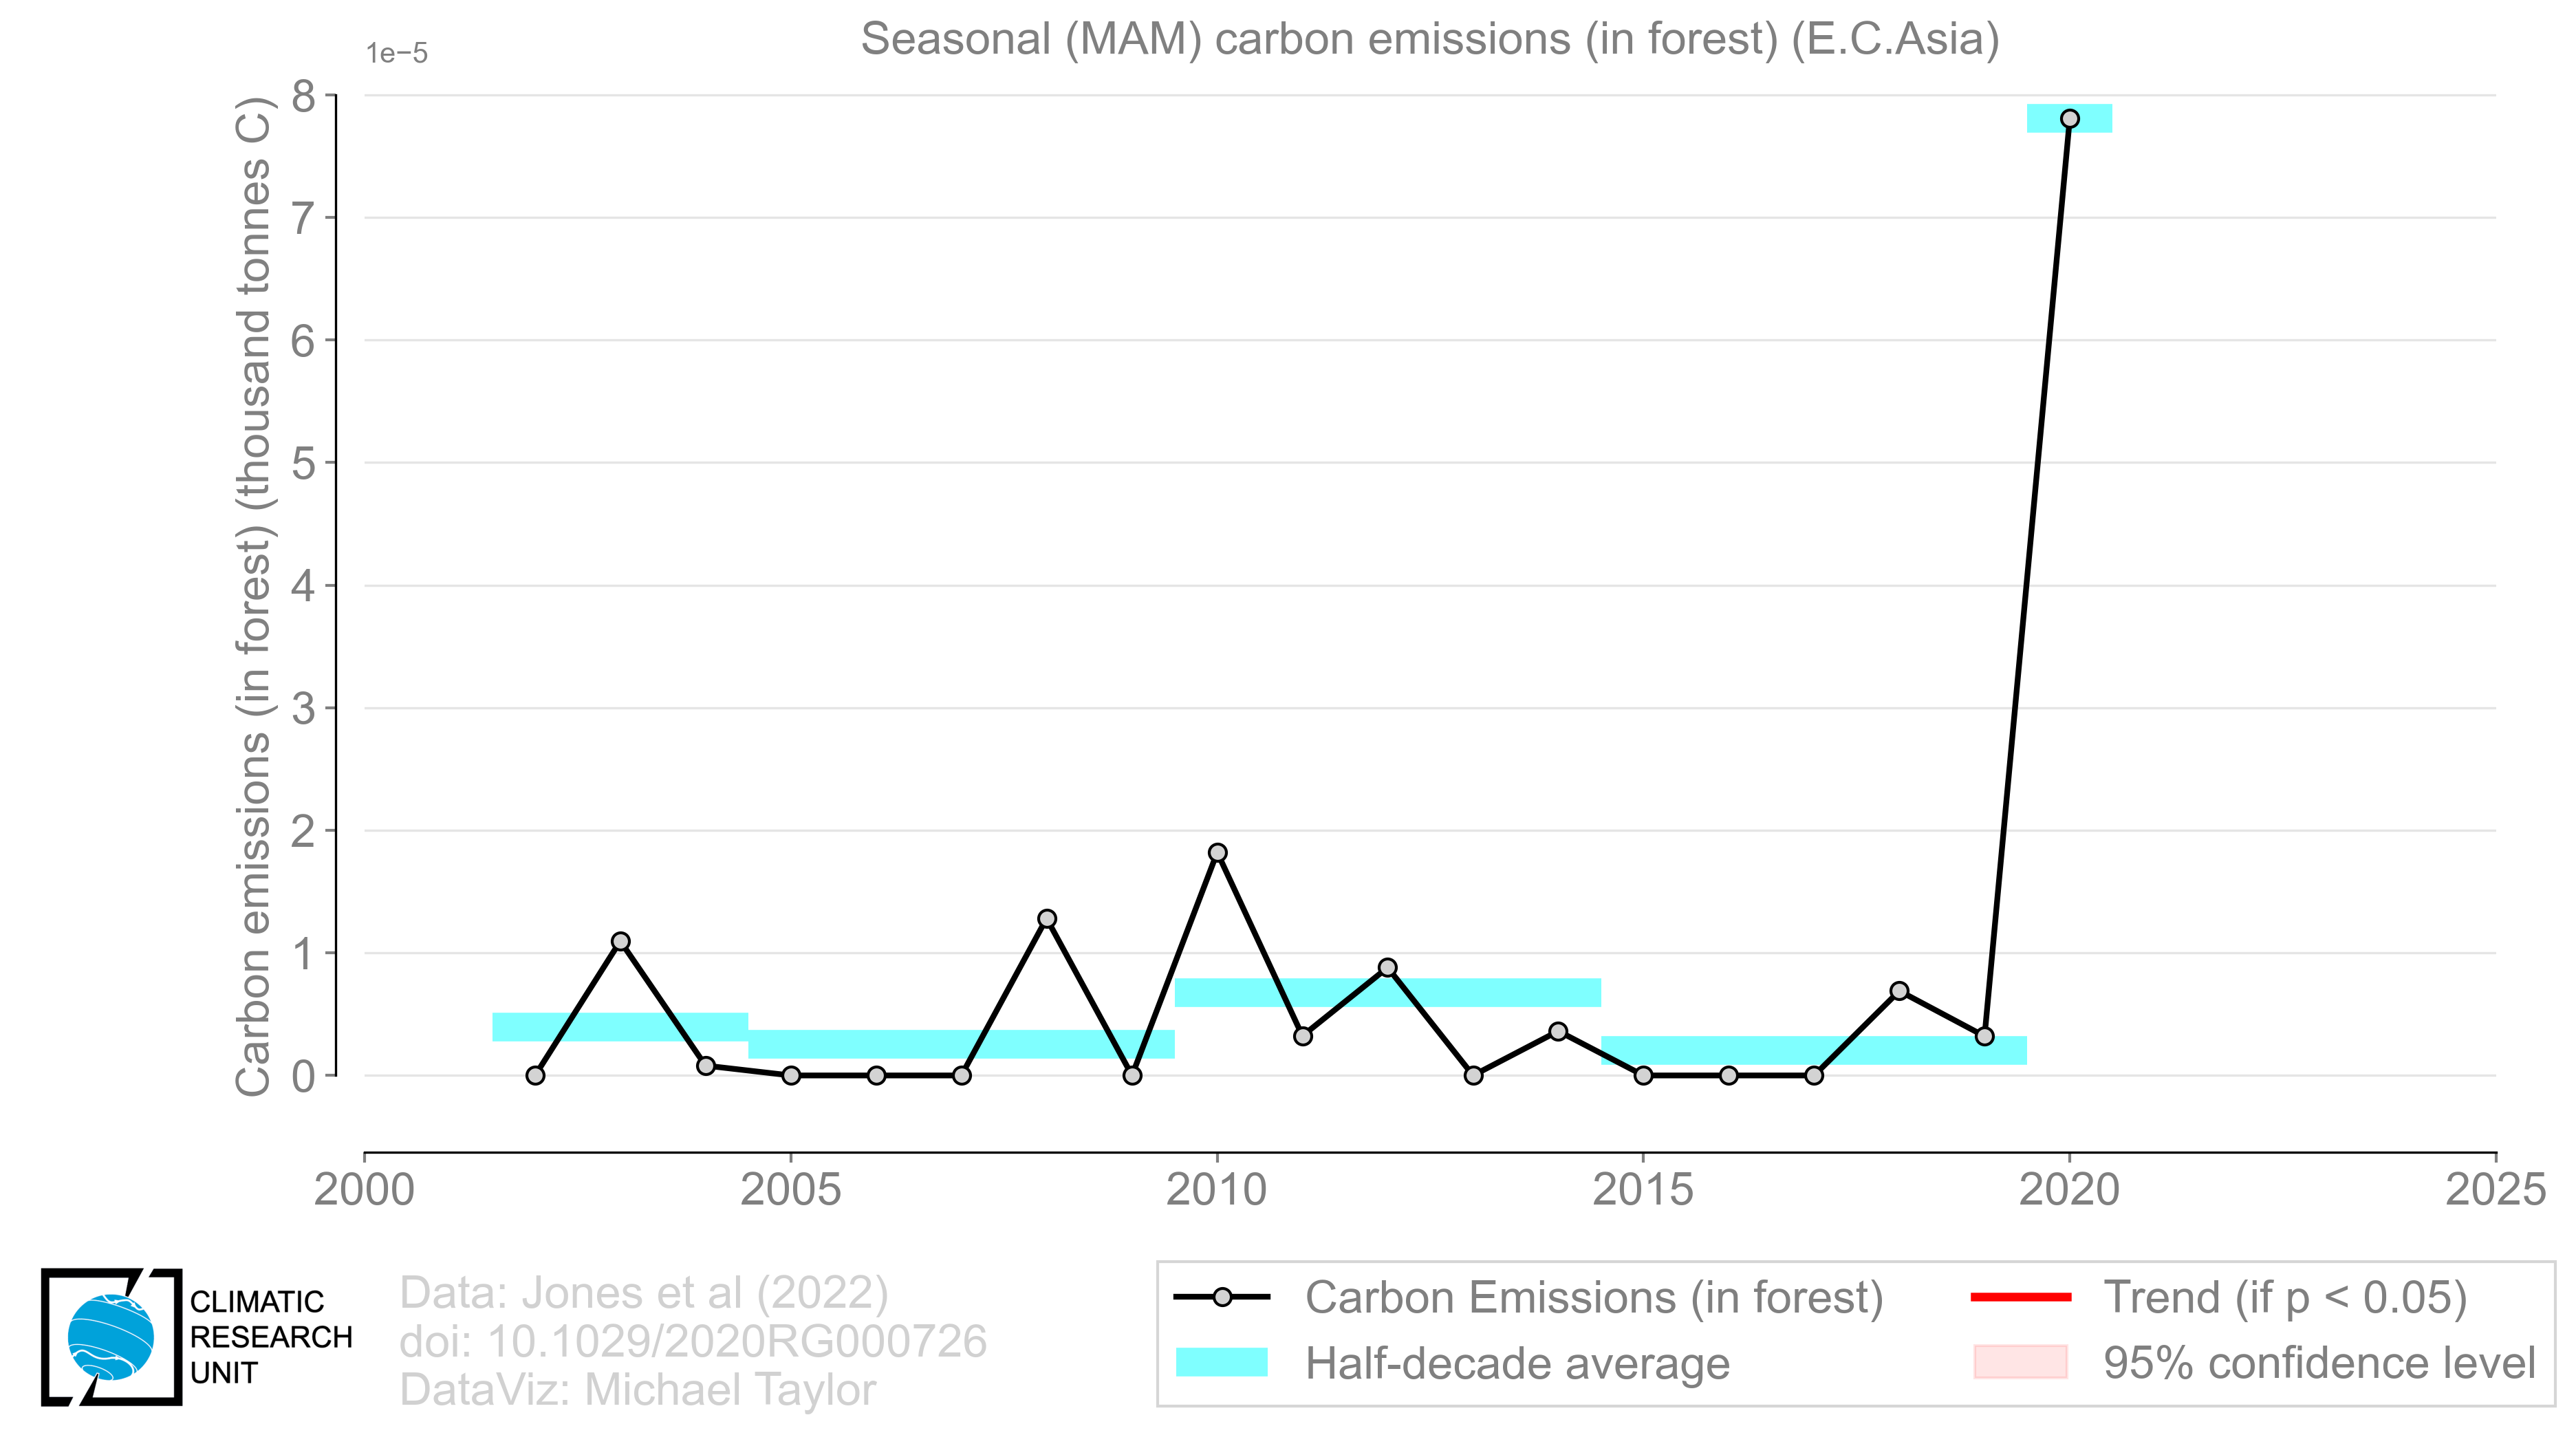 Seasonal (MAM) carbon emissions (in forest) (E.C.Asia)
1e−5
Carbon emissions (in forest) (thousand tonnes C)
8
7
6
5
4
3
2
1
0
2000 2005 2010 2015 2020 2025
CLIMATIC
RESEARCH
UNIT
Data: Jones et al (2022)
doi: 10.1029/2020RG000726
DataViz: Michael Taylor
Carbon Emissions (in forest)
Half-decade average
Trend (if p < 0.05)
95% confidence level